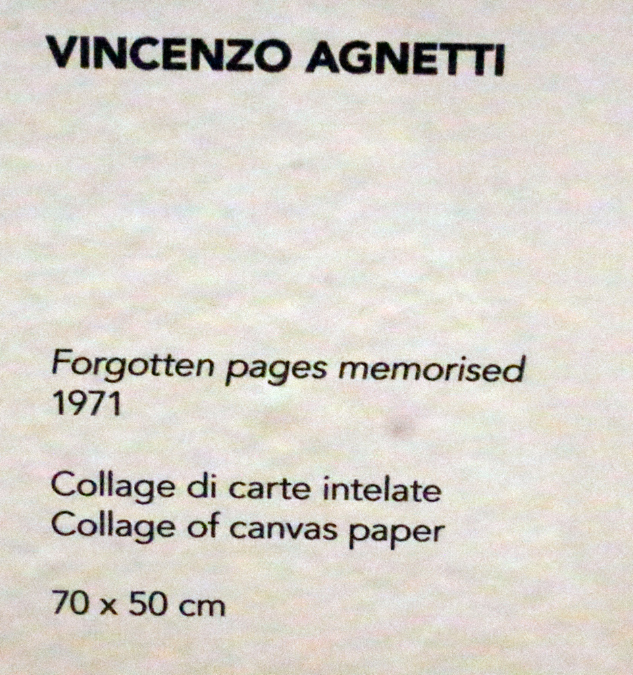 VINCENZO AGNETTI
Forgotten pages memorised
1971
Collage di carte intelate
Collage of canvas paper
70 x 50 cm